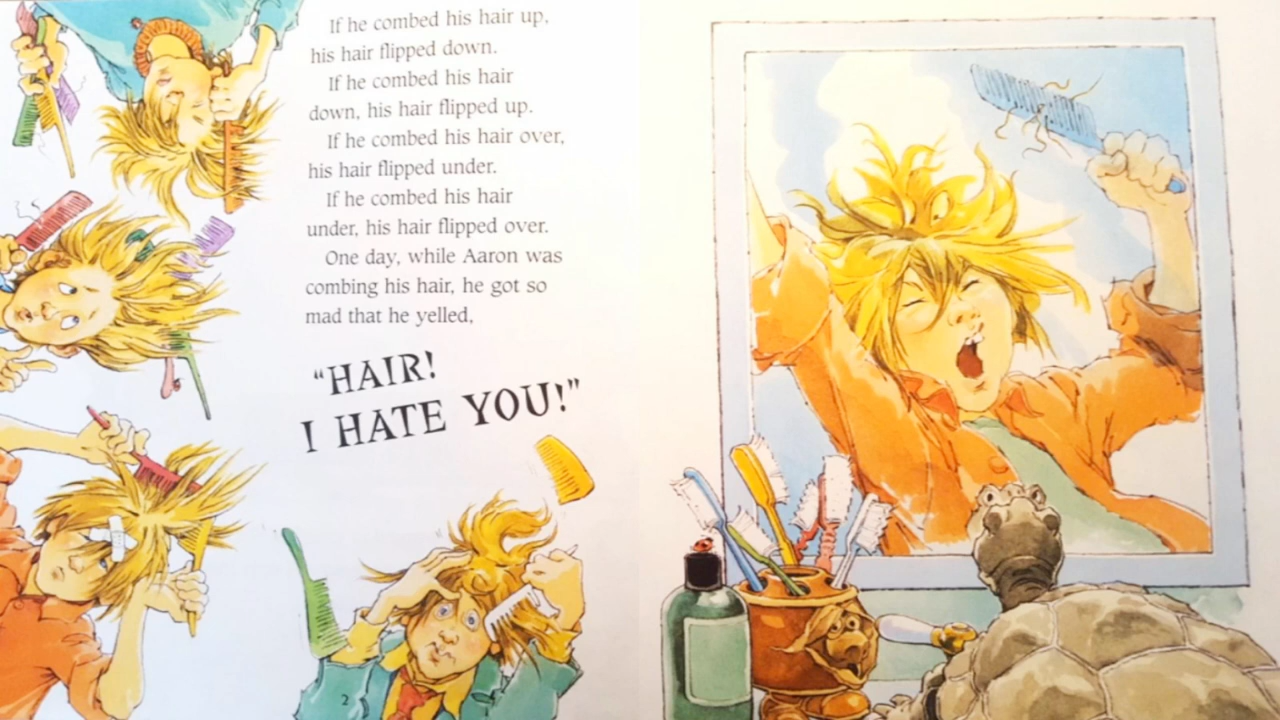 If he combed his hair up,
his hair flipped down.
If he combed his hair
down, his hair flipped up.
If he combed his hair over,
his hair flipped under.
If he combed his hair
under, his hair flipped over.
One day, while Aaron was
combing his hair, he got so
mad that he yelled,
“HAIR!
I HATE YOU!”
2